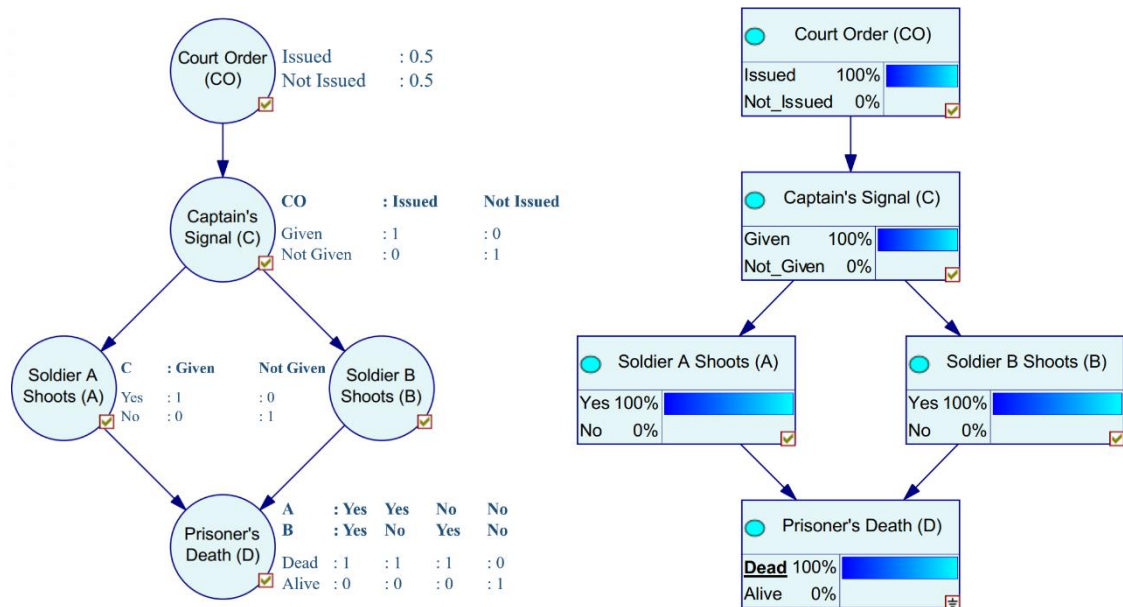 Court Order
(CO)
Issued : 0.5
Not Issued : 0.5
Captain's
Signal (C)
CO : Issued Not Issued
Given : 1 : 0
Not Given : 0 : 1
Soldier A
Shoots (A)
C : Given Not Given
Yes : 1 : 0
No : 0 : 1
Soldier B
Shoots (B)
Prisoner's
Death (D)
A : Yes Yes No No
B : Yes No Yes No
Dead : 1 : 1 : 1 : 0
Alive : 0 : 0 : 0 : 1
Court Order (CO)
Issued 100%
Not_Issued 0%
Captain's Signal (C)
Given 100%
Not_Given 0%
Soldier A Shoots (A)
Yes 100%
No 0%
Soldier B Shoots (B)
Yes 100%
No 0%
Prisoner's Death (D)
Dead 100%
Alive 0%